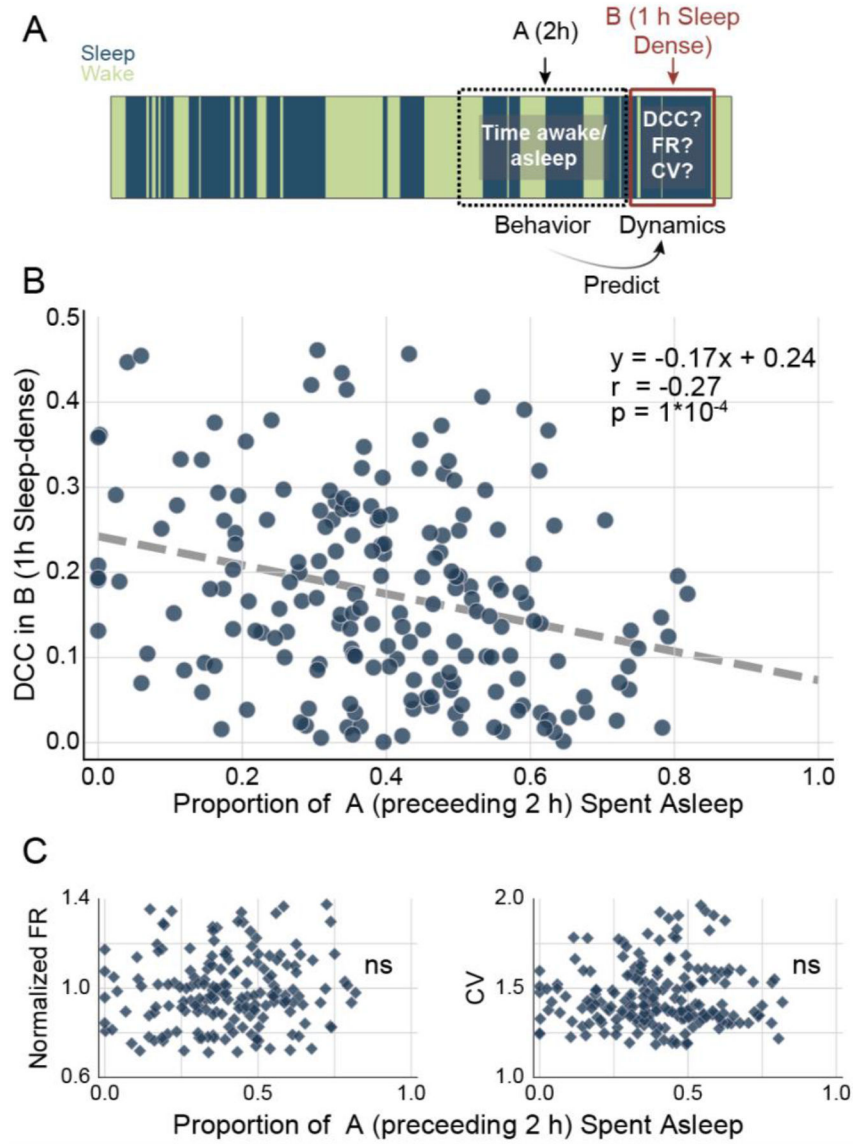 A
Sleep
Wake
A (2h)
B (1 h Sleep
Dense)
Time awake/
asleep
DCC?
FR?
CV?
Behavior
Dynamics
Predict
B
DCC in B (1h Sleep-dense)
0.5
0.4
0.3
0.2
0.1
0.0
y = -0.17x + 0.24
r = -0.27
p = 1*10-4
0.0 0.2 0.4 0.6 0.8 1.0
Proportion of A (preceeding 2 h) Spent Asleep
C
Normalized FR
1.4
1.0
0.6
ns
0.0 0.5 1.0
CV
2.0
1.5
1.0
ns
0.0 0.5 1.0
Proportion of A (preceeding 2 h) Spent Asleep